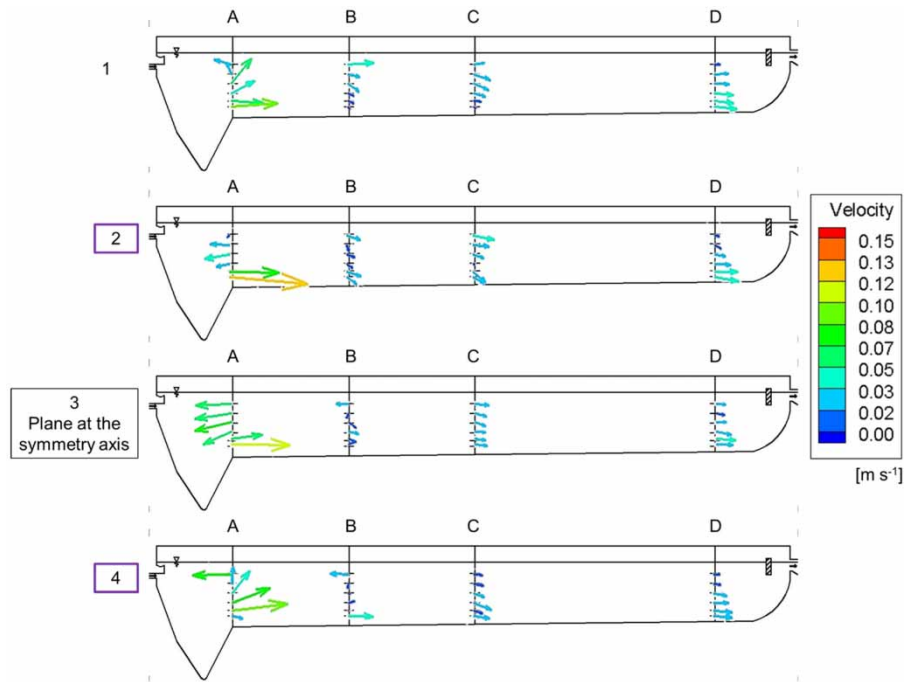 A B C D
1
A B C D
2
A B C D
3
Plane at the
symmetry axis
A B C D
4
Velocity
0.15
0.13
0.12
0.10
0.08
0.07
0.05
0.03
0.02
0.00
[m s⁻¹]